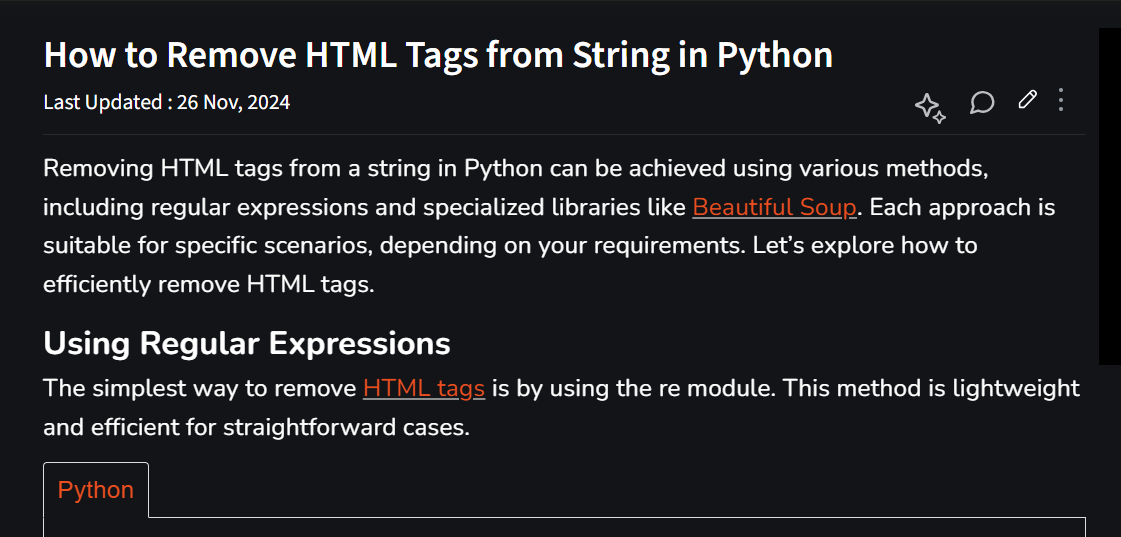 How to Remove HTML Tags from String in Python
Last Updated : 26 Nov, 2024
Removing HTML tags from a string in Python can be achieved using various methods,
including regular expressions and specialized libraries like Beautiful Soup. Each approach is
suitable for specific scenarios, depending on your requirements. Let’s explore how to
efficiently remove HTML tags.
Using Regular Expressions
The simplest way to remove HTML tags is by using the re module. This method is lightweight
and efficient for straightforward cases.
Python